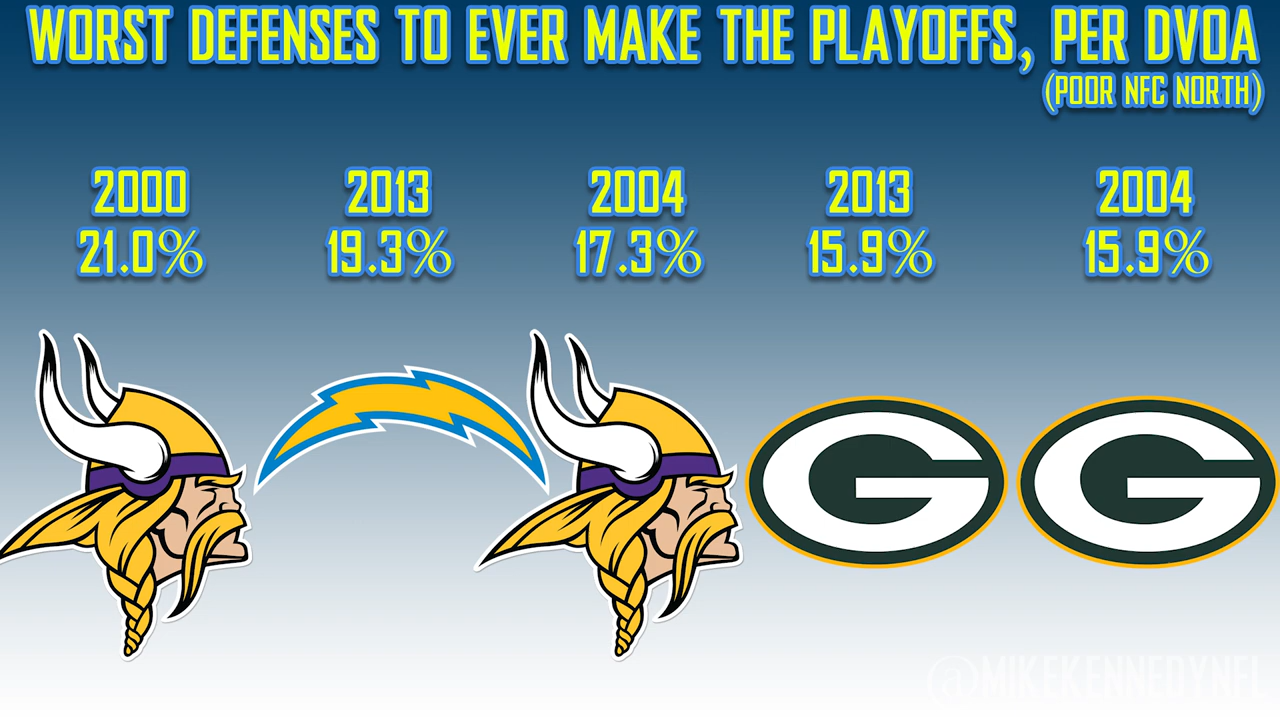 WORST DEFENSES TO EVER MAKE THE PLAYOFFS, PER DVOA
(POOR NFC NORTH)
2000 2013 2004 2013 2004
21.0% 19.3% 17.3% 15.9% 15.9%
G G
@MIKEKENNEDYNFL